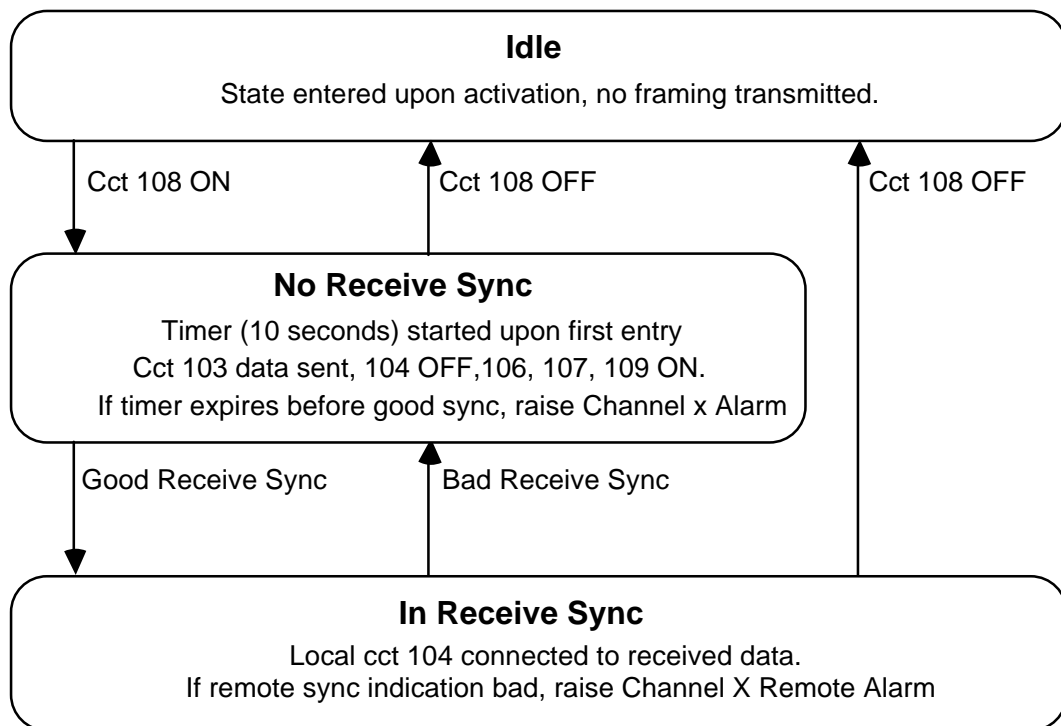 Idle
State entered upon activation, no framing transmitted.
Cct 108 ON
Cct 108 OFF
Cct 108 OFF
No Receive Sync
Timer (10 seconds) started upon first entry
Cct 103 data sent, 104 OFF,106, 107, 109 ON.
If timer expires before good sync, raise Channel x Alarm
Good Receive Sync
Bad Receive Sync
In Receive Sync
Local cct 104 connected to received data.
If remote sync indication bad, raise Channel X Remote Alarm